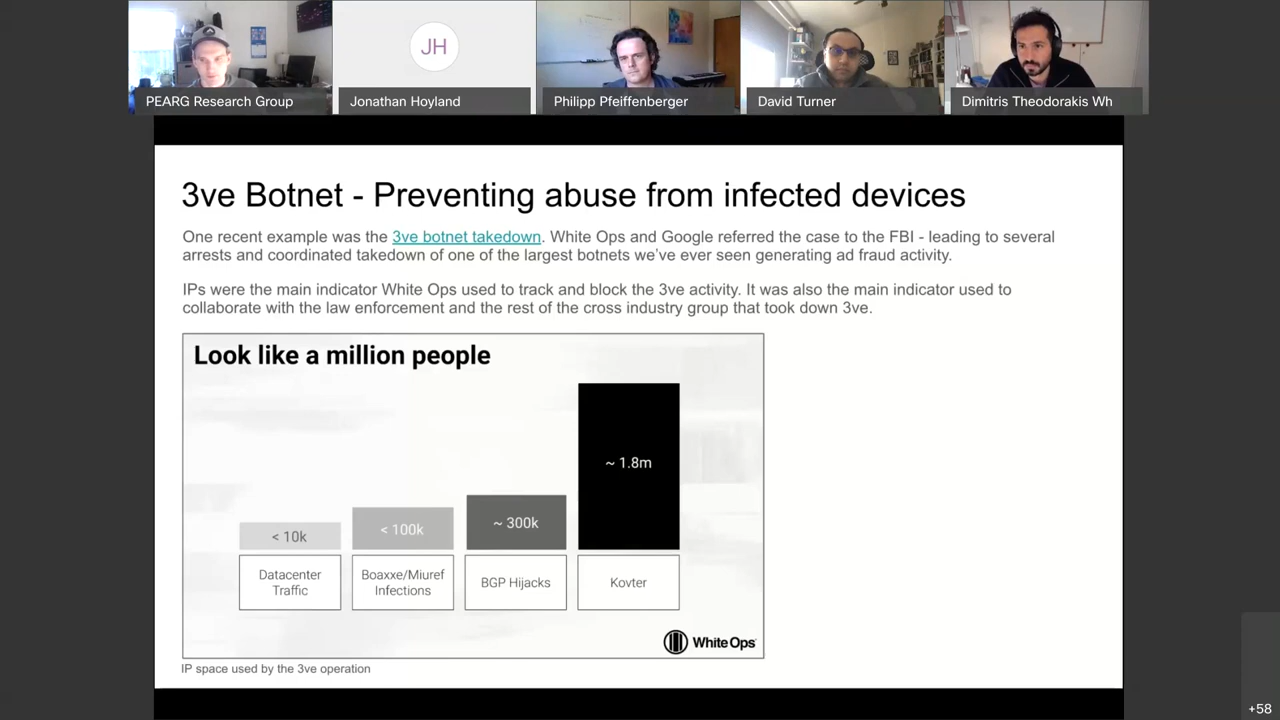 PEARG Research Group
JH
Jonathan Hoyland
Philipp Pfeiffenberger
David Turner
Dimitris Theodorakis Wh
3ve Botnet - Preventing abuse from infected devices
One recent example was the 3ve botnet takedown. White Ops and Google referred the case to the FBI - leading to several
arrests and coordinated takedown of one of the largest botnets we've ever seen generating ad fraud activity.
IPs were the main indicator White Ops used to track and block the 3ve activity. It was also the main indicator used to
collaborate with the law enforcement and the rest of the cross industry group that took down 3ve.
Look like a million people
< 10k
< 100k
~ 300k
~ 1.8m
Datacenter
Traffic
Boaxxe/Miuref
Infections
BGP Hijacks
Kovter
White Ops
IP space used by the 3ve operation
+58